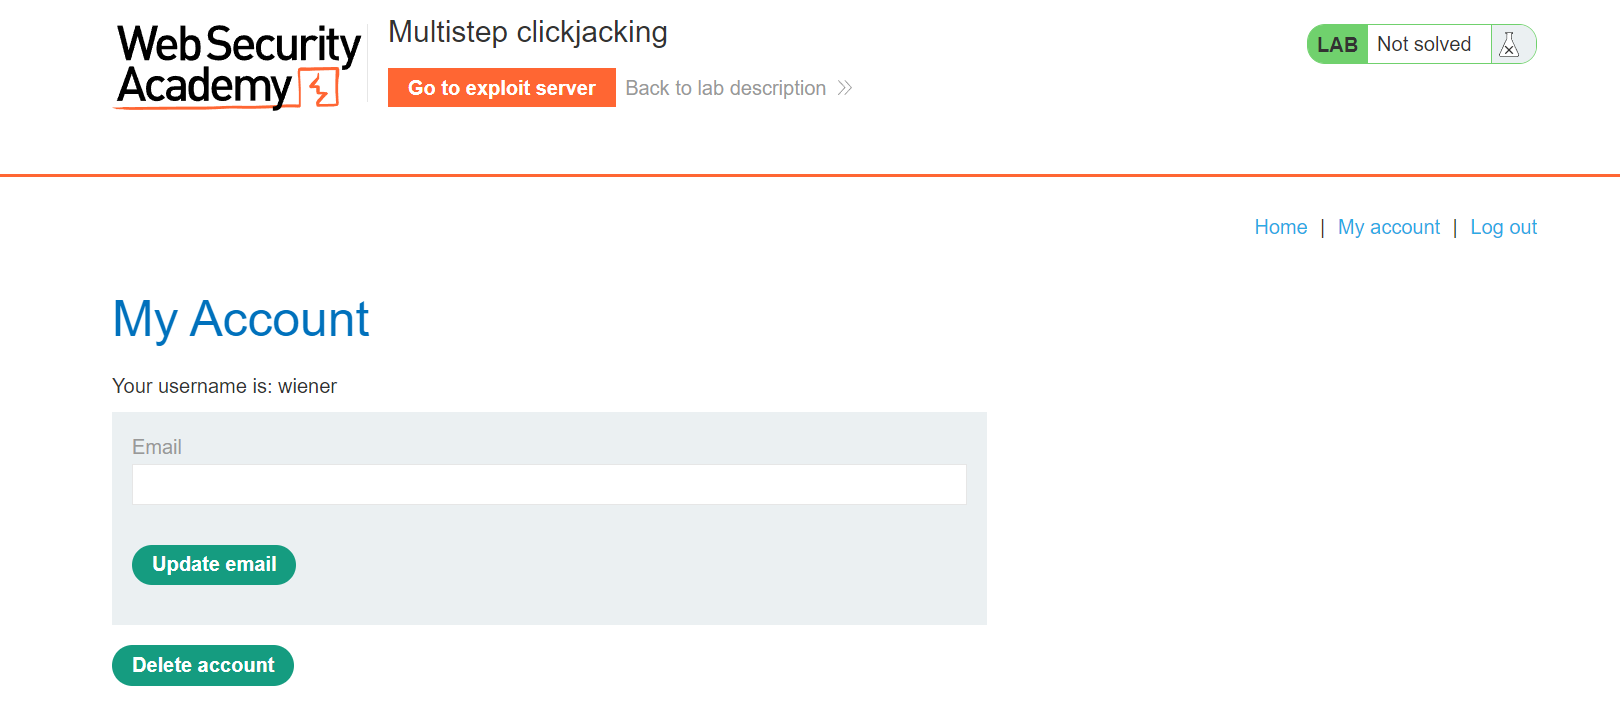 Web Security
Academy
Multistep clickjacking
Go to exploit server
Back to lab description
LAB
Not solved
Home | My account | Log out
My Account
Your username is: wiener
Email
Update email
Delete account